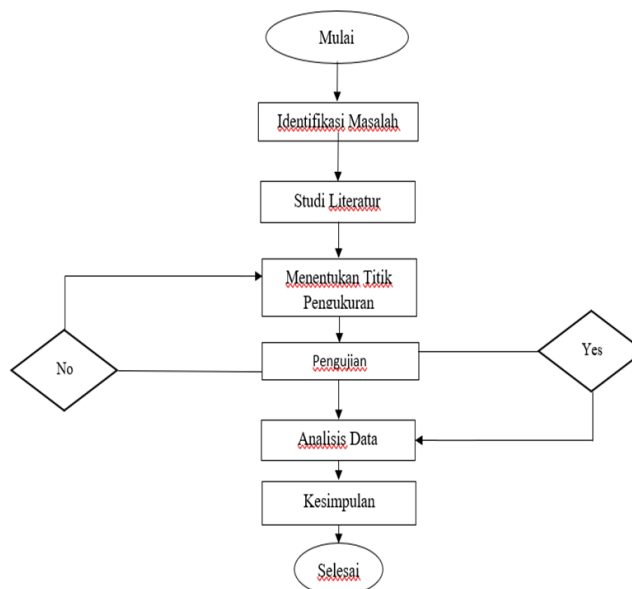 Mulai
Identifikasi Masalah
Studi Literatur
Menentukan Titik
Pengukuran
No
Pengujian
Yes
Analisis Data
Kesimpulan
Selesai